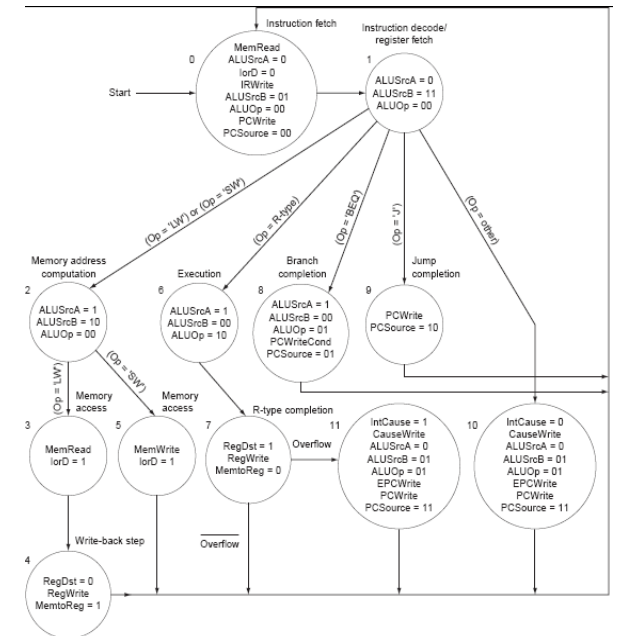 Instruction fetch
Instruction decode/
register fetch
0
MemRead
ALUSrcA = 0
IorD = 0
IRWrite
ALUSrcB = 01
ALUOp = 00
PCWrite
PCSource = 00
1
ALUSrcA = 0
ALUSrcB = 11
ALUOp = 00
Start
(Op = 'LW') or (Op = 'SW')
(Op = R-type)
(Op = 'BEQ')
(Op = 'J')
(Op = other)
Memory address
computation
2
ALUSrcA = 1
ALUSrcB = 10
ALUOp = 00
Execution
6
ALUSrcA = 1
ALUSrcB = 00
ALUOp = 10
Branch
completion
8
ALUSrcA = 1
ALUSrcB = 00
ALUOp = 01
PCWriteCond
PCSource = 01
Jump
completion
9
PCWrite
PCSource = 10
(Op = 'LW')
(Op = 'SW')
Memory
access
3
MemRead
IorD = 1
Memory
access
5
MemWrite
IorD = 1
R-type completion
7
RegDst = 1
RegWrite
MemtoReg = 0
Overflow
Overflow
11
IntCause = 1
CauseWrite
ALUSrcA = 0
ALUSrcB = 01
ALUOp = 01
EPCWrite
PCWrite
PCSource = 11
10
IntCause = 0
CauseWrite
ALUSrcA = 0
ALUSrcB = 01
ALUOp = 01
EPCWrite
PCWrite
PCSource = 11
Write-back step
4
RegDst = 0
RegWrite
MemtoReg = 1